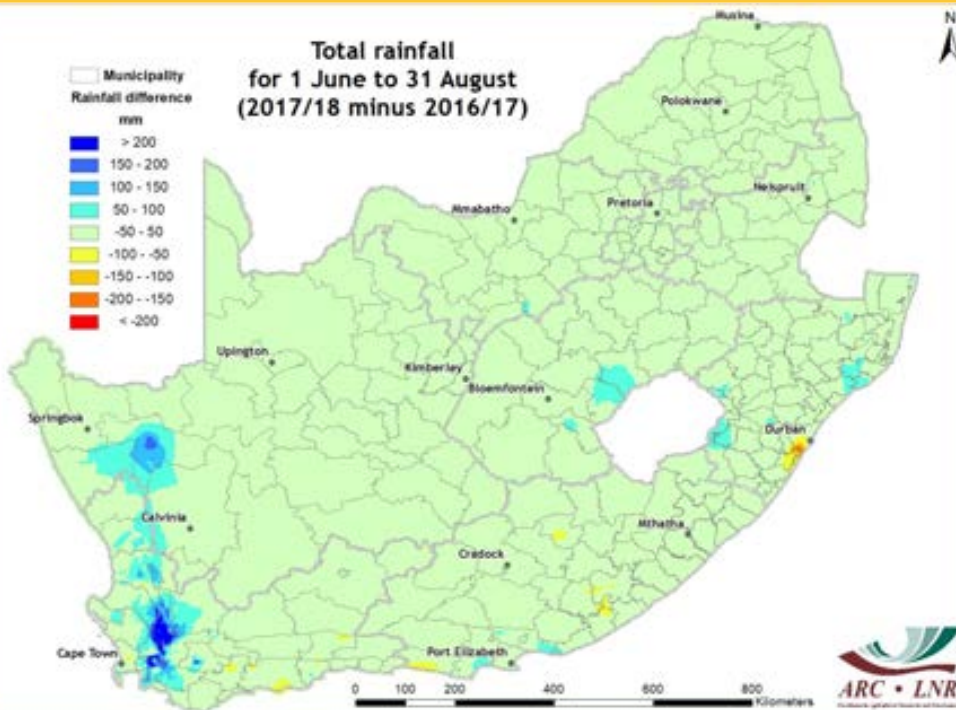 Total rainfall
for 1 June to 31 August
(2017/18 minus 2016/17)
N
Municipality
Rainfall difference
mm
> 200
150 - 200
100 - 150
50 - 100
-50 - 50
-100 - -50
-150 - -100
-200 - -150
< -200
Musina
Polokwane
Nelspruit
Pretoria
Mmabatho
Upington
Kimberley
Bloemfontein
Springbok
Durban
Calvinia
Mthatha
Cradock
Cape Town
Port Elizabeth
0 100 200 400 600 800
Kilometers
ARC • LNR